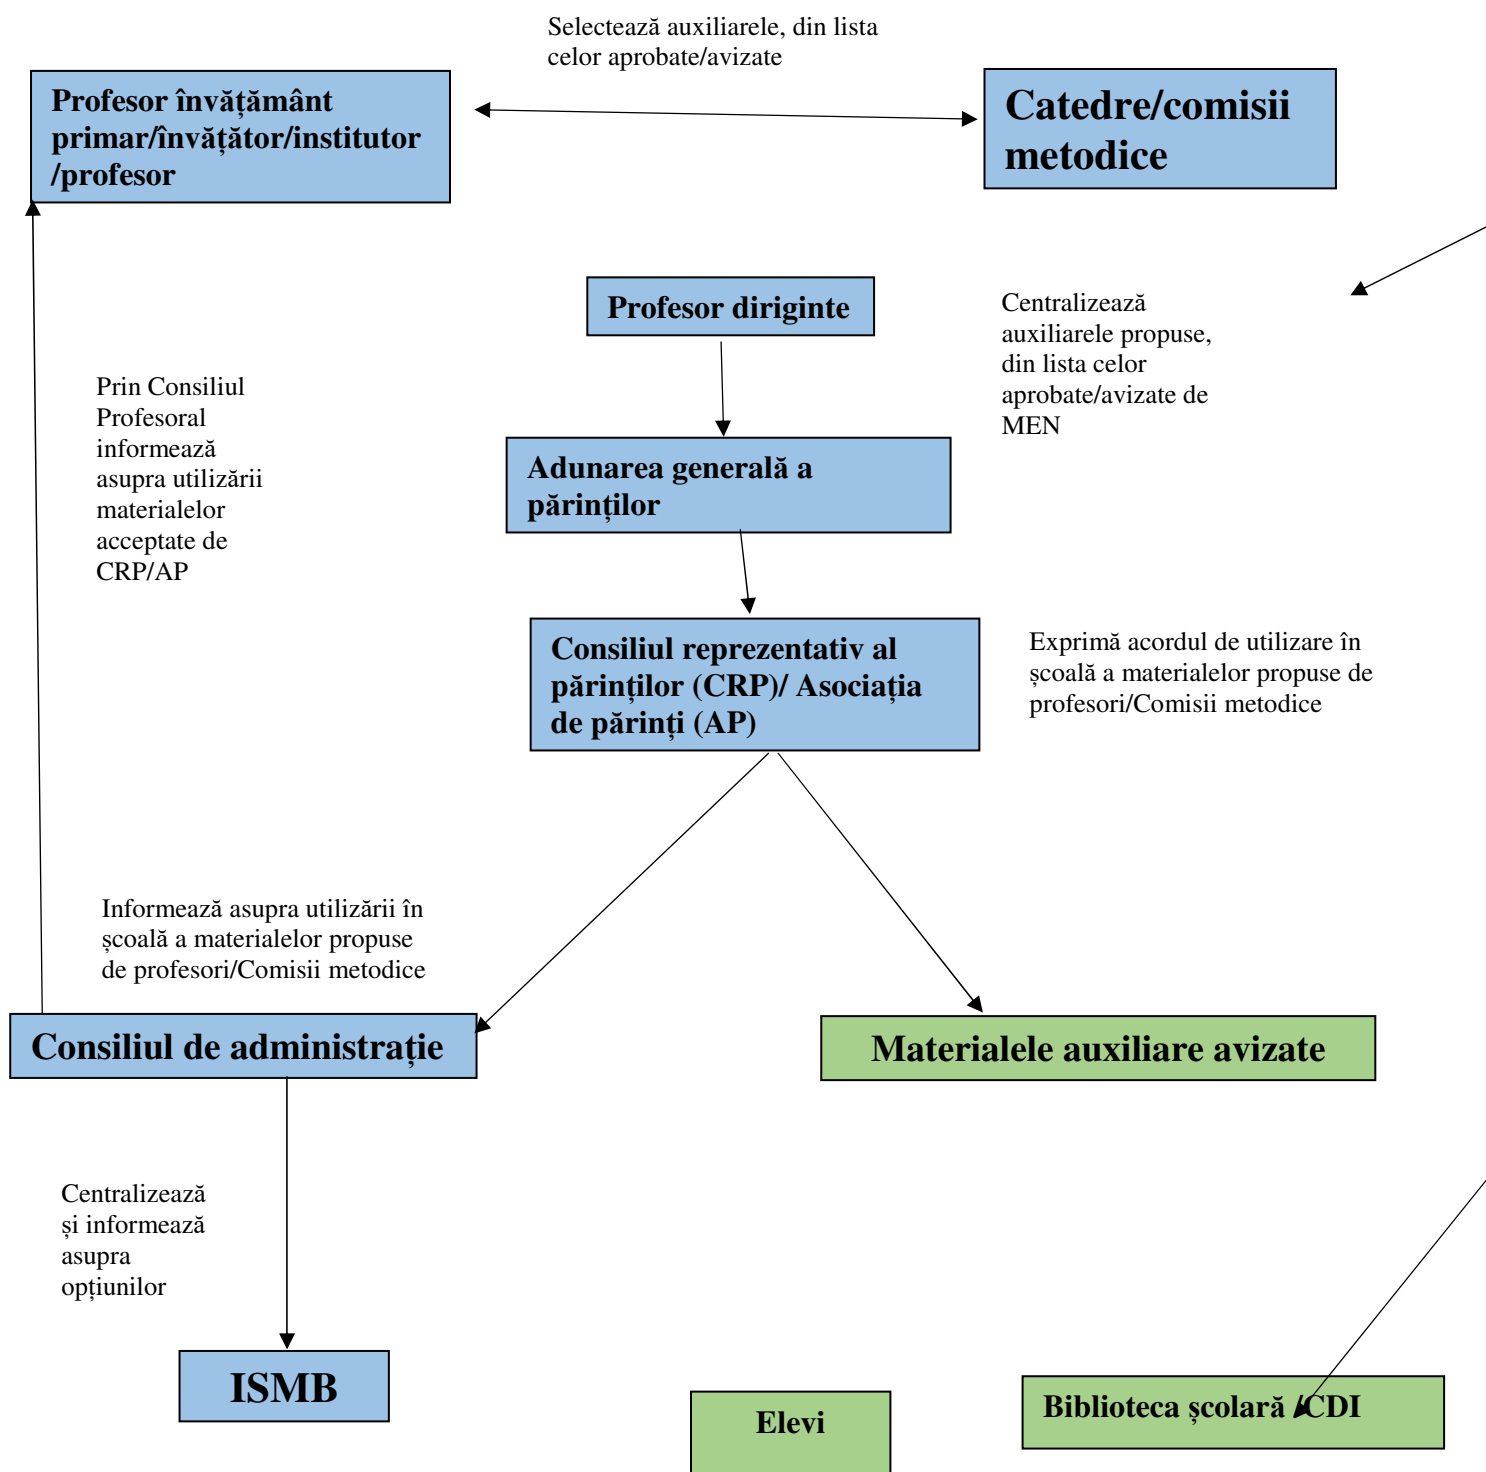 Selectează auxiliarele, din lista
celor aprobate/avizate
Profesor învățământ
primar/învățător/institutor
/profesor
Catedre/comisii
metodice
Profesor diriginte
Centralizează
auxiliarele propuse,
din lista celor
aprobate/avizate de
MEN
Prin Consiliul
Profesoral
informează
asupra utilizării
materialelor
acceptate de
CRP/AP
Adunarea generală a
părinților
Consiliul reprezentativ al
părinților (CRP)/ Asociația
de părinți (AP)
Exprimă acordul de utilizare în
școală a materialelor propuse de
profesori/Comisii metodice
Informează asupra utilizării în
școală a materialelor propuse
de profesori/Comisii metodice
Consiliul de administrație
Materialele auxiliare avizate
Centralizează
și informează
asupra
opțiunilor
ISMB
Elevi
Biblioteca școlară /CDI